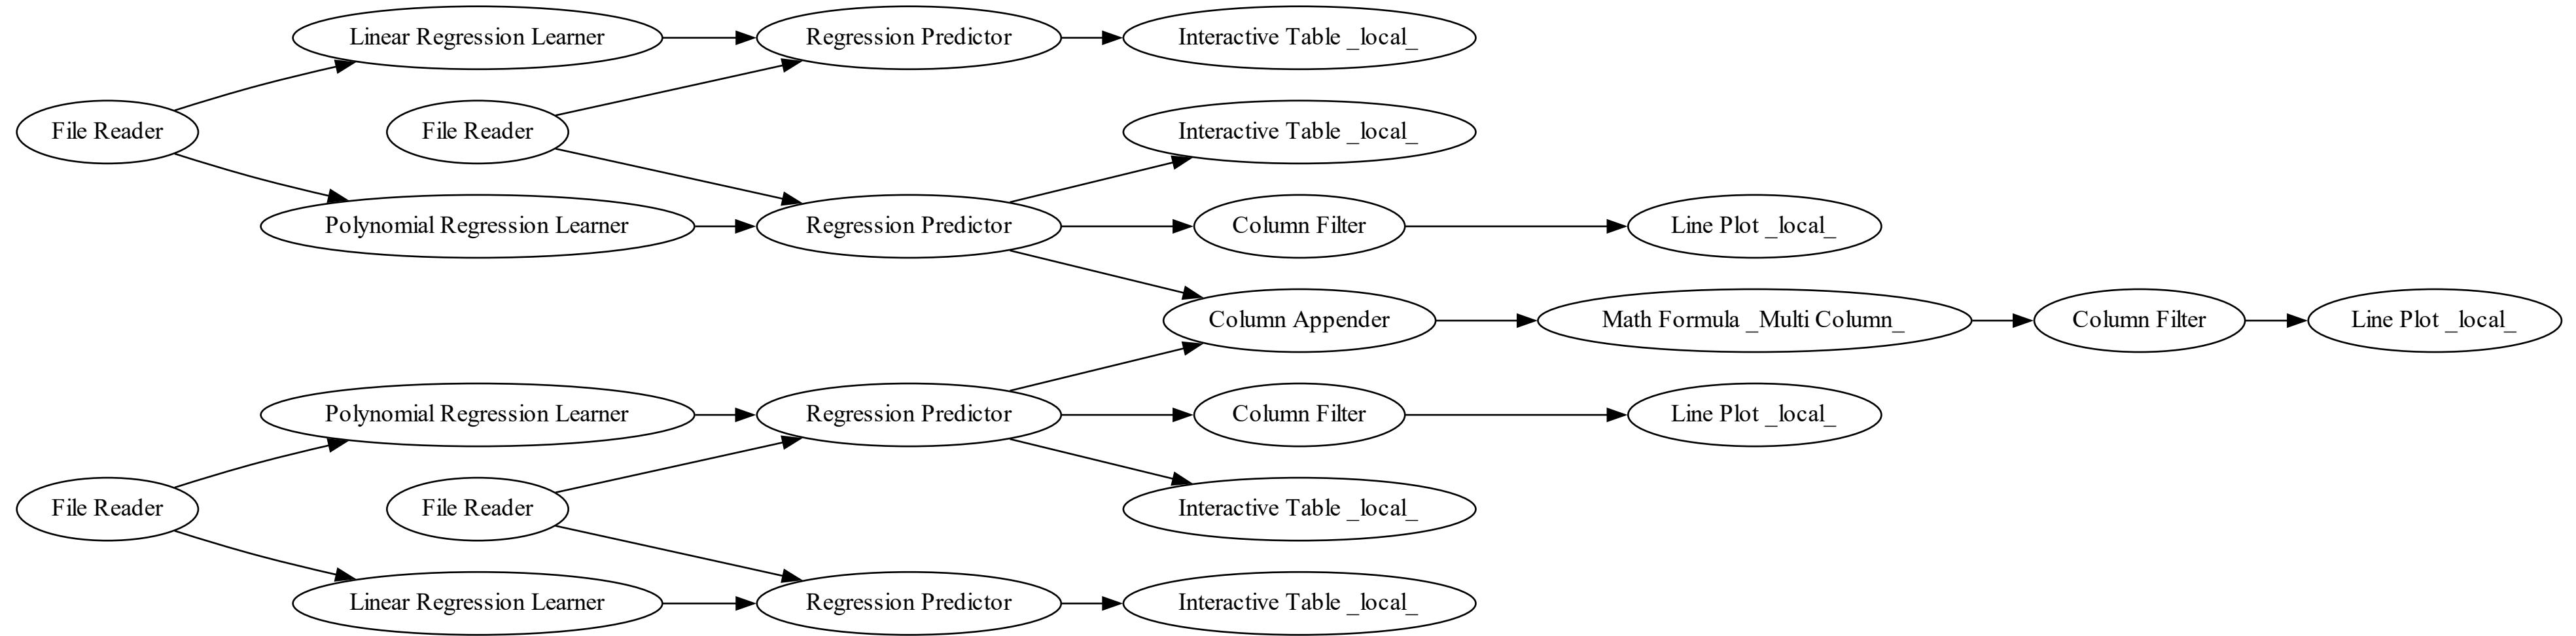 Linear Regression Learner
Regression Predictor
Interactive Table _local_
File Reader
File Reader
Interactive Table _local_
Polynomial Regression Learner
Regression Predictor
Column Filter
Line Plot _local_
Column Appender
Math Formula _Multi Column_
Column Filter
Line Plot _local_
Polynomial Regression Learner
Regression Predictor
Column Filter
Line Plot _local_
File Reader
File Reader
Interactive Table _local_
Linear Regression Learner
Regression Predictor
Interactive Table _local_